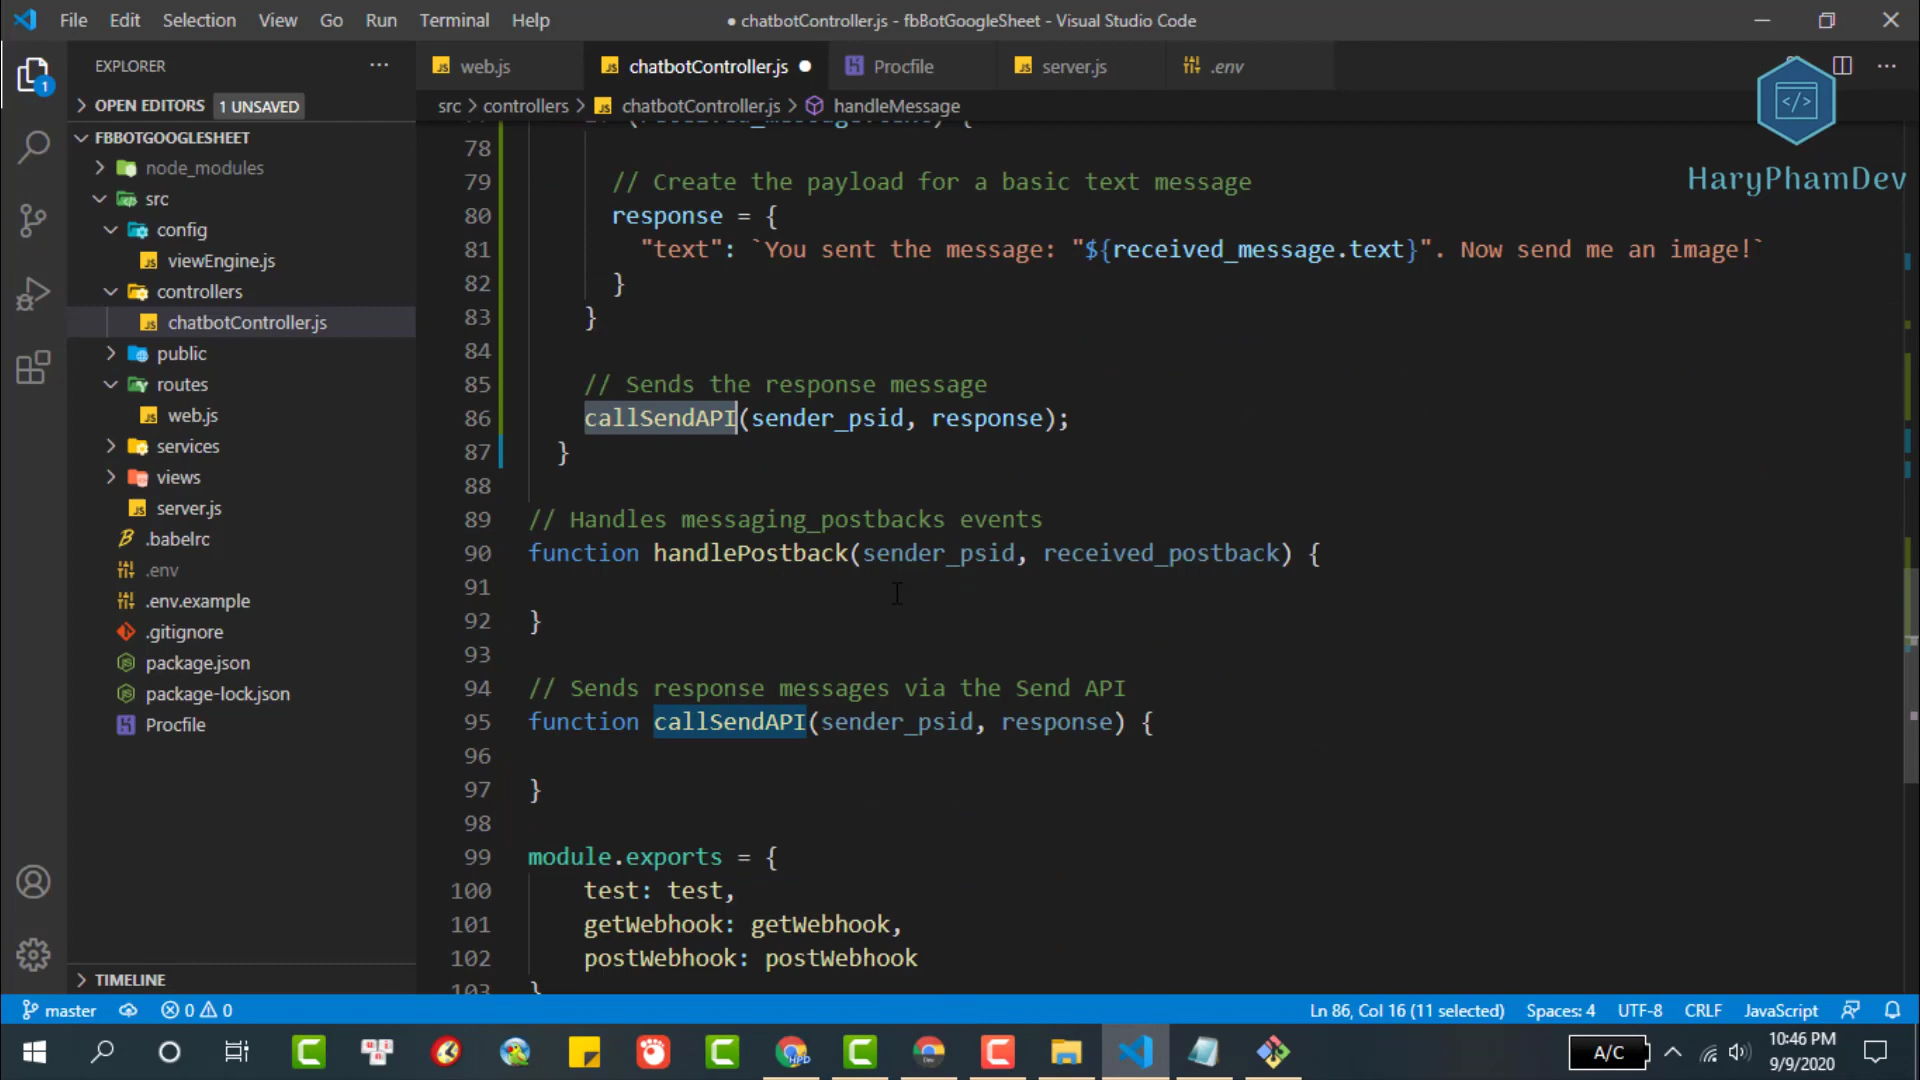 File Edit Selection View Go Run Terminal Help
● chatbotController.js - fbBotGoogleSheet - Visual Studio Code
EXPLORER
web.js
chatbotController.js
Procfile
server.js
.env
OPEN EDITORS 1 UNSAVED
src > controllers > chatbotController.js > handleMessage
FBBOTGOOGLESHEET
node_modules
src
config
viewEngine.js
controllers
chatbotController.js
public
routes
web.js
services
views
server.js
.babelrc
.env
.env.example
.gitignore
package.json
package-lock.json
Procfile
TIMELINE
1
</>
HaryPhamDev
78
79 // Create the payload for a basic text message
80 response = {
81 "text": `You sent the message: "${received_message.text}". Now send me an image!`
82 }
83 }
84
85 // Sends the response message
86 callSendAPI(sender_psid, response);
87 }
88
89 // Handles messaging_postbacks events
90 function handlePostback(sender_psid, received_postback) {
91
92 }
93
94 // Sends response messages via the Send API
95 function callSendAPI(sender_psid, response) {
96
97 }
98
99 module.exports = {
100 test: test,
101 getWebhook: getWebhook,
102 postWebhook: postWebhook
103 }
master 0 0
Ln 86, Col 16 (11 selected) Spaces: 4 UTF-8 CRLF JavaScript
HPD
Dev
A/C
10:46 PM
9/9/2020